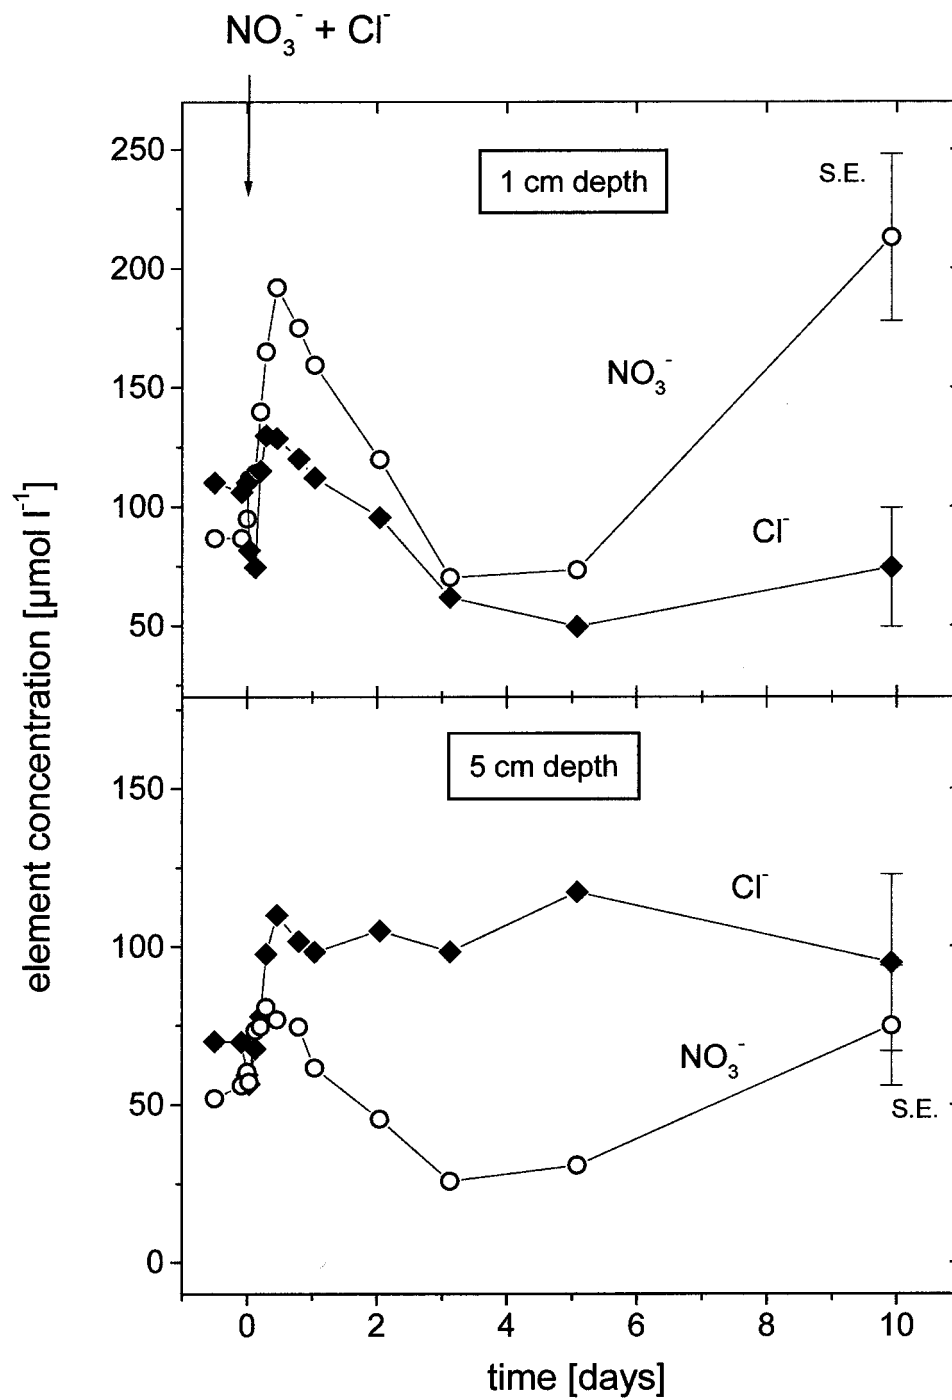 NO₃⁻ + Cl⁻
250
S.E.
1 cm depth
200
NO₃⁻
150
100
Cl⁻
50
element concentration [µmol l⁻¹]
5 cm depth
150
Cl⁻
100
NO₃⁻
50
S.E.
0
0 2 4 6 8 10
time [days]